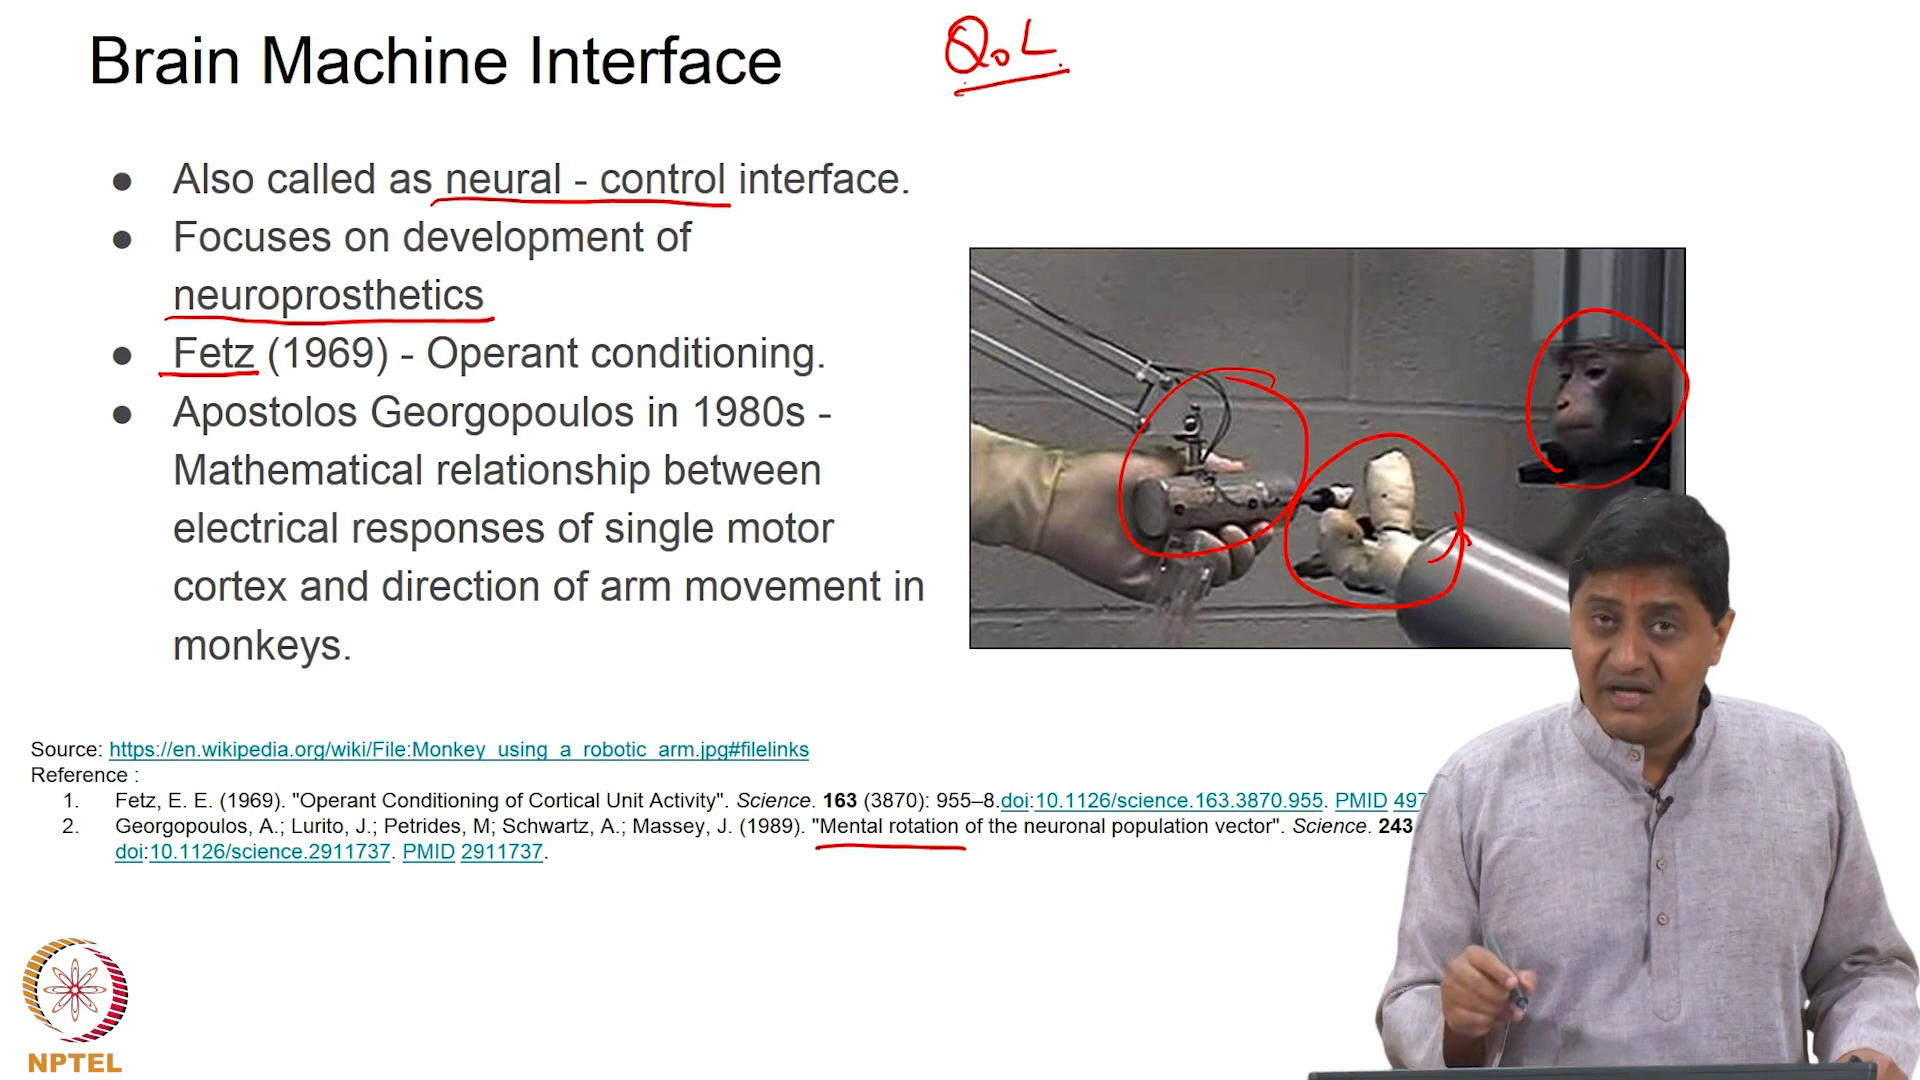 Brain Machine Interface
QoL
● Also called as neural - control interface.
● Focuses on development of
neuroprosthetics
● Fetz (1969) - Operant conditioning.
● Apostolos Georgopoulos in 1980s -
Mathematical relationship between
electrical responses of single motor
cortex and direction of arm movement in
monkeys.
Source: https://en.wikipedia.org/wiki/File:Monkey_using_a_robotic_arm.jpg#filelinks
Reference :
1. Fetz, E. E. (1969). "Operant Conditioning of Cortical Unit Activity". Science. 163 (3870): 955–8.doi:10.1126/science.163.3870.955. PMID 497
2. Georgopoulos, A.; Lurito, J.; Petrides, M; Schwartz, A.; Massey, J. (1989). "Mental rotation of the neuronal population vector". Science. 243
doi:10.1126/science.2911737. PMID 2911737.
NPTEL